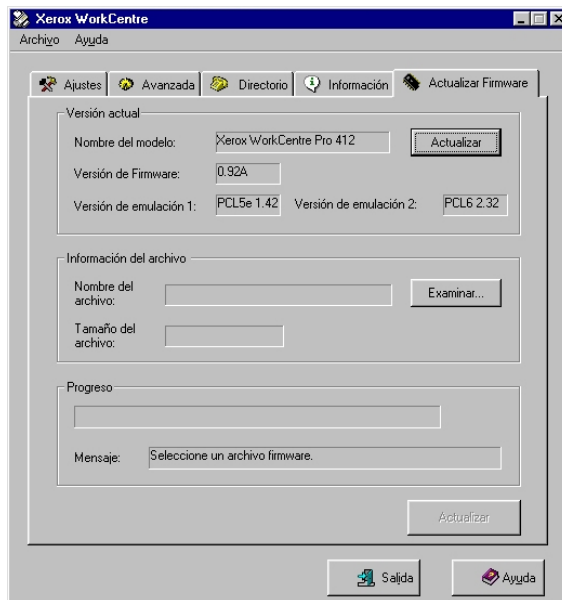 Xerox WorkCentre
Archivo Ayuda
Ajustes Avanzada Directorio Información Actualizar Firmware
Versión actual
Nombre del modelo: Xerox WorkCentre Pro 412 Actualizar
Versión de Firmware: 0.92A
Versión de emulación 1: PCL5e 1.42 Versión de emulación 2: PCL6 2.32
Información del archivo
Nombre del
archivo:
Examinar...
Tamaño del
archivo:
Progreso
Mensaje: Seleccione un archivo firmware.
Actualizar
Salida Ayuda